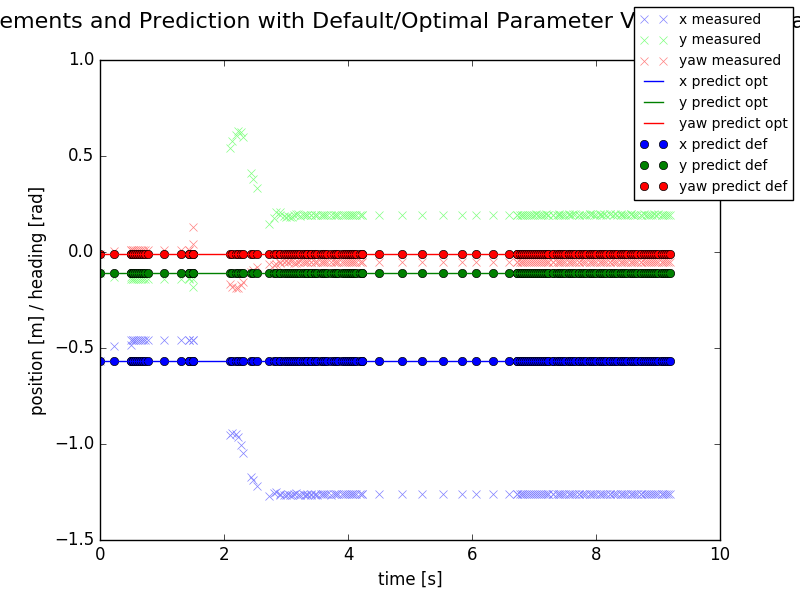 ements and Prediction with Default/Optimal Parameter
x measured
y measured
yaw measured
x predict opt
y predict opt
yaw predict opt
x predict def
y predict def
yaw predict def
1.0
0.5
0.0
−0.5
−1.0
−1.5
0
2
4
6
8
10
position [m] / heading [rad]
time [s]